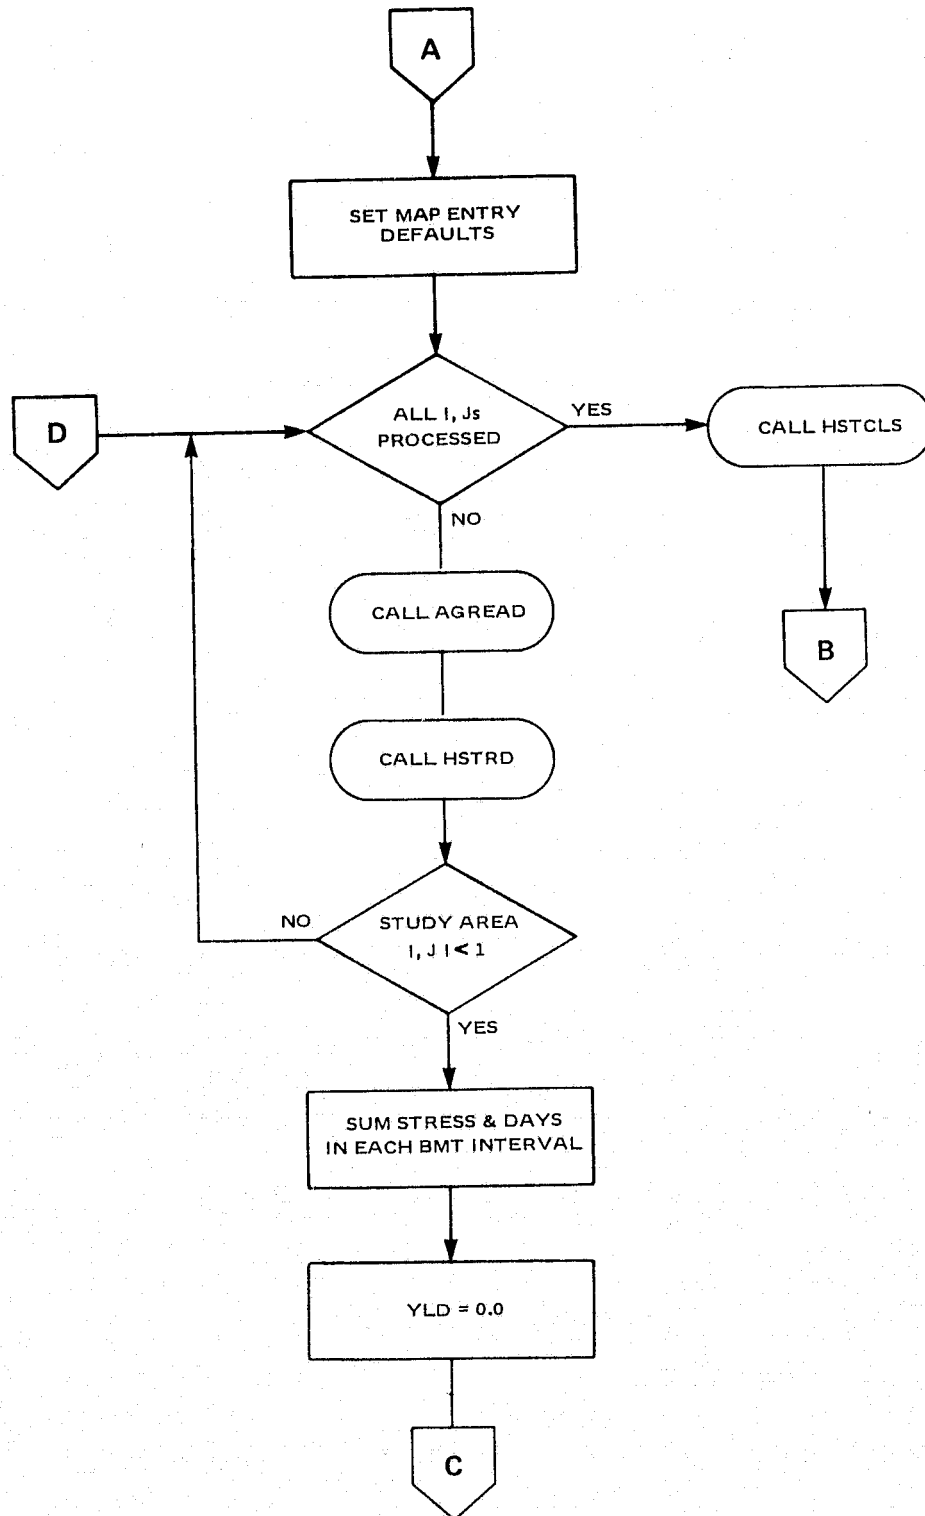 A
SET MAP ENTRY
DEFAULTS
D
ALL I, Js
PROCESSED
YES
CALL HSTCLS
NO
CALL AGREAD
B
CALL HSTRD
NO
STUDY AREA
I, J I < 1
YES
SUM STRESS & DAYS
IN EACH BMT INTERVAL
YLD = 0.0
C